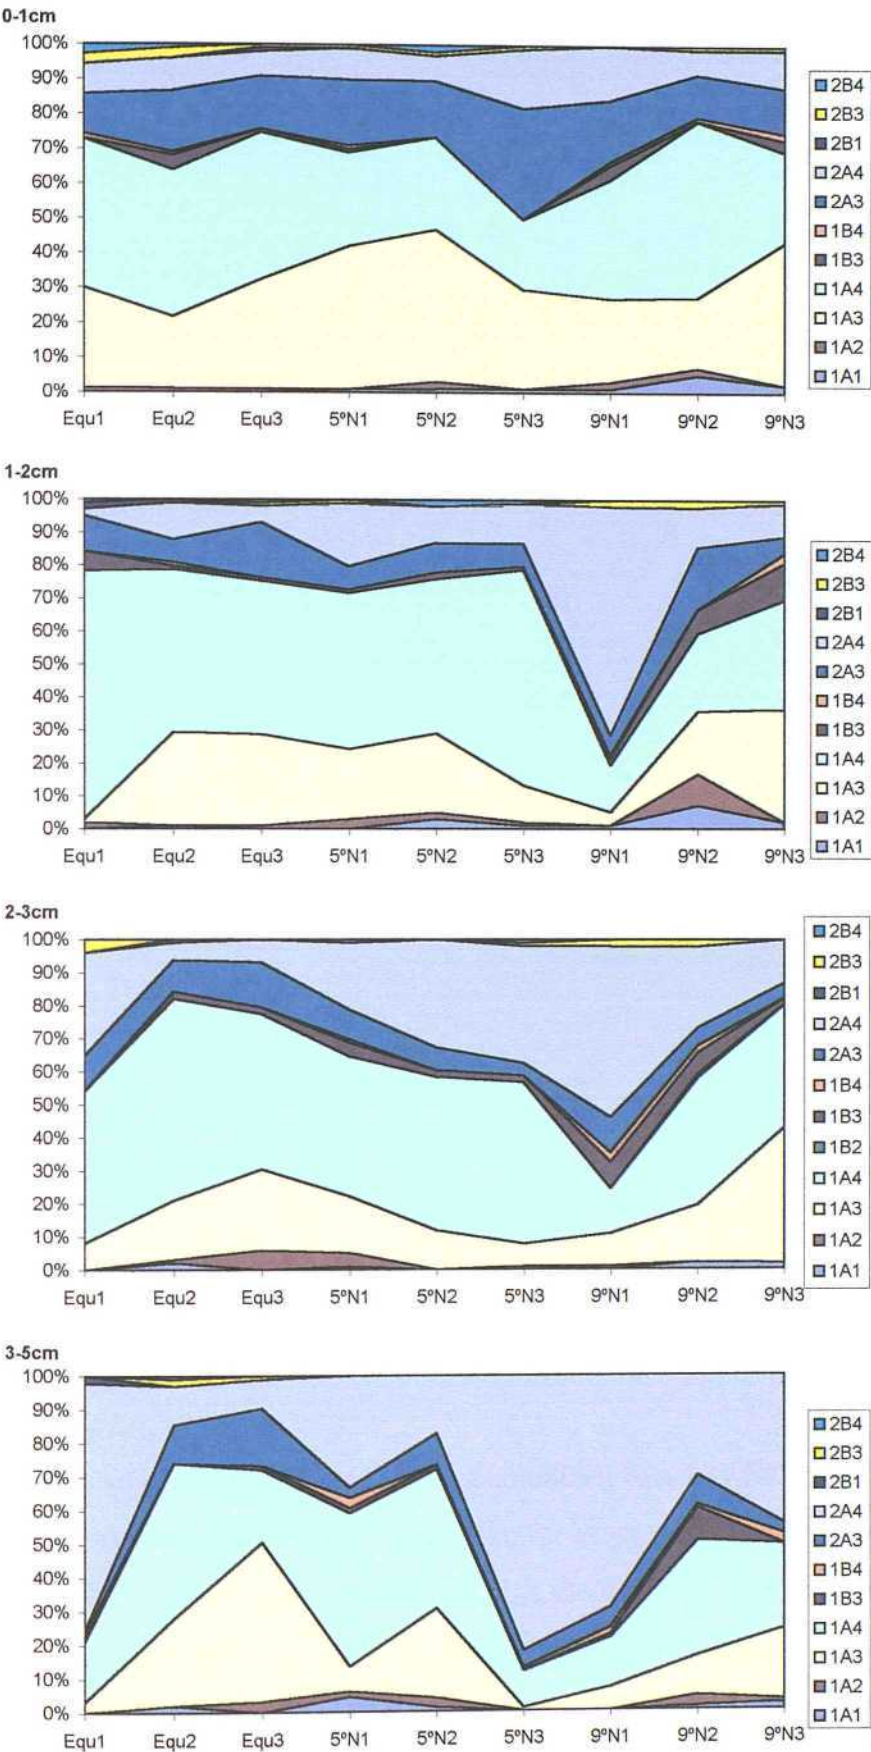 0-1cm
100%
90%
80%
70%
60%
50%
40%
30%
20%
10%
0%
Equ1 Equ2 Equ3 5ºN1 5ºN2 5ºN3 9ºN1 9ºN2 9ºN3
2B4
2B3
2B1
2A4
2A3
1B4
1B3
1A4
1A3
1A2
1A1
1-2cm
100%
90%
80%
70%
60%
50%
40%
30%
20%
10%
0%
Equ1 Equ2 Equ3 5ºN1 5ºN2 5ºN3 9ºN1 9ºN2 9ºN3
2B4
2B3
2B1
2A4
2A3
1B4
1B3
1A4
1A3
1A2
1A1
2-3cm
100%
90%
80%
70%
60%
50%
40%
30%
20%
10%
0%
Equ1 Equ2 Equ3 5ºN1 5ºN2 5ºN3 9ºN1 9ºN2 9ºN3
2B4
2B3
2B1
2A4
2A3
1B4
1B3
1B2
1A4
1A3
1A2
1A1
3-5cm
100%
90%
80%
70%
60%
50%
40%
30%
20%
10%
0%
Equ1 Equ2 Equ3 5ºN1 5ºN2 5ºN3 9ºN1 9ºN2 9ºN3
2B4
2B3
2B1
2A4
2A3
1B4
1B3
1A4
1A3
1A2
1A1